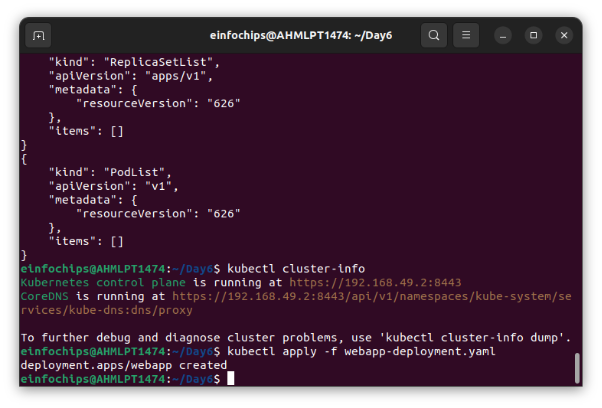 einfochips@AHMLPT1474: ~/Day6
"kind": "ReplicaSetList",
"apiVersion": "apps/v1",
"metadata": {
"resourceVersion": "626"
},
"items": []
}
{
"kind": "PodList",
"apiVersion": "v1",
"metadata": {
"resourceVersion": "626"
},
"items": []
}
einfochips@AHMLPT1474:~/Day6$ kubectl cluster-info
Kubernetes control plane is running at https://192.168.49.2:8443
CoreDNS is running at https://192.168.49.2:8443/api/v1/namespaces/kube-system/se
rvices/kube-dns:dns/proxy
To further debug and diagnose cluster problems, use 'kubectl cluster-info dump'.
einfochips@AHMLPT1474:~/Day6$ kubectl apply -f webapp-deployment.yaml
deployment.apps/webapp created
einfochips@AHMLPT1474:~/Day6$